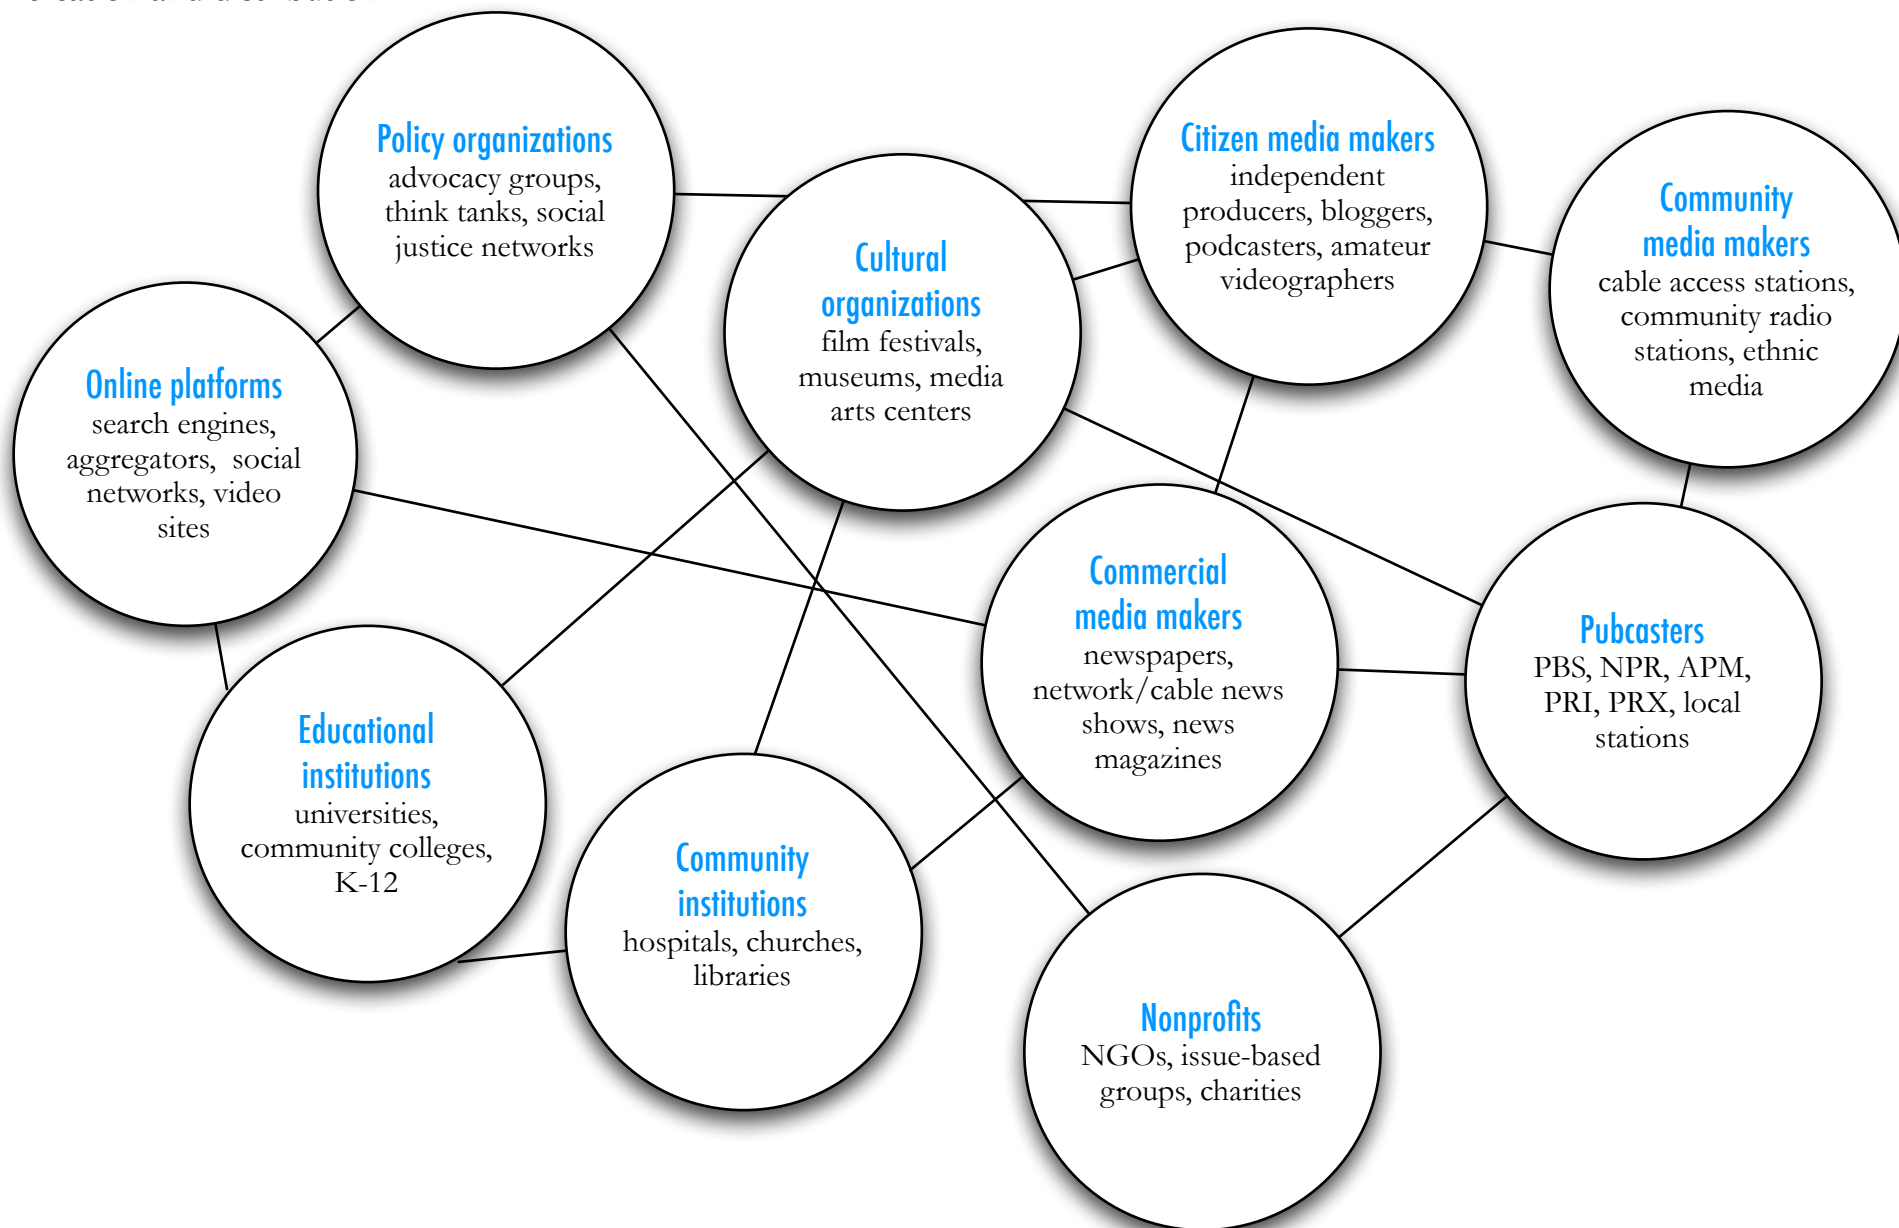 Policy organizations
advocacy groups,
think tanks, social
justice networks
Citizen media makers
independent
producers, bloggers,
podcasters, amateur
videographers
Community
media makers
cable access stations,
community radio
stations, ethnic
media
Cultural
organizations
film festivals,
museums, media
arts centers
Online platforms
search engines,
aggregators, social
networks, video
sites
Commercial
media makers
newspapers,
network/cable news
shows, news
magazines
Pubcasters
PBS, NPR, APM,
PRI, PRX, local
stations
Educational
institutions
universities,
community colleges,
K-12
Community
institutions
hospitals, churches,
libraries
Nonprofits
NGOs, issue-based
groups, charities